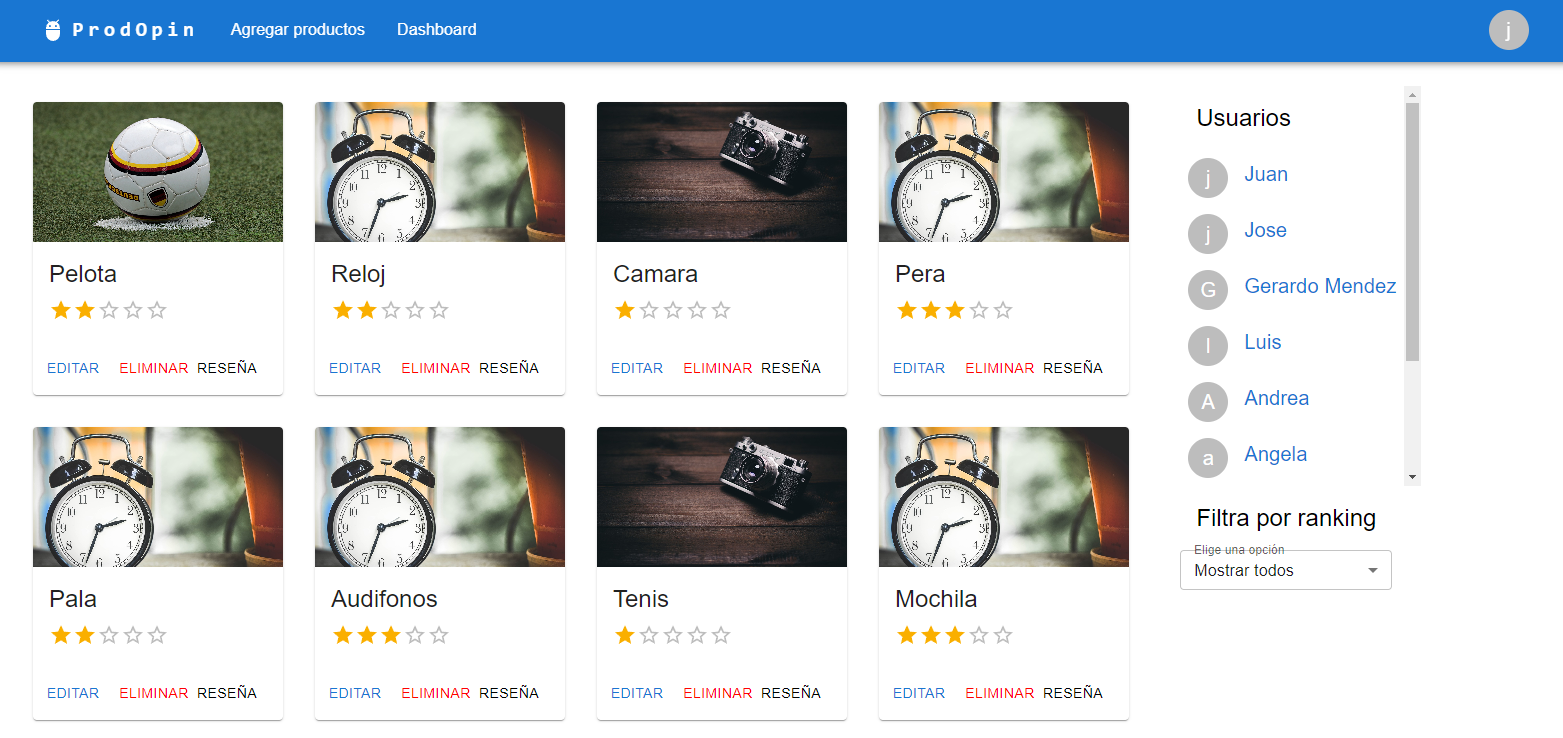 ProdOpin Agregar productos Dashboard j
Pelota
EDITAR ELIMINAR RESEÑA
Reloj
EDITAR ELIMINAR RESEÑA
Camara
EDITAR ELIMINAR RESEÑA
Pera
EDITAR ELIMINAR RESEÑA
Pala
EDITAR ELIMINAR RESEÑA
Audifonos
EDITAR ELIMINAR RESEÑA
Tenis
EDITAR ELIMINAR RESEÑA
Mochila
EDITAR ELIMINAR RESEÑA
Usuarios
j Juan
j Jose
G Gerardo Mendez
l Luis
A Andrea
a Angela
Filtra por ranking
Elige una opción
Mostrar todos